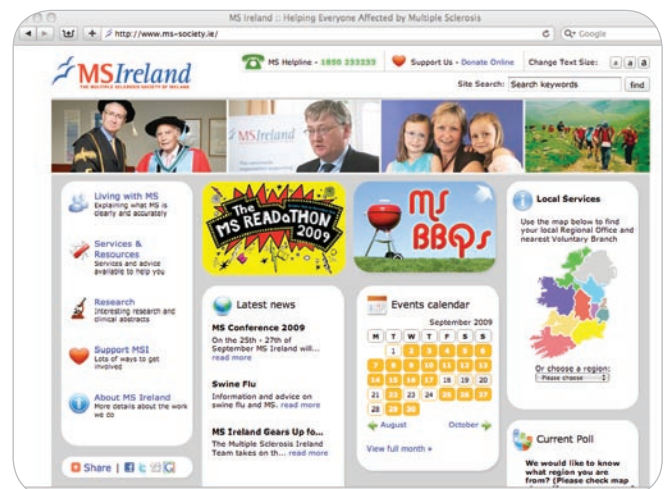 MS Ireland :: Helping Everyone Affected by Multiple Sclerosis
http://www.ms-society.ie/
Google
MS Helpline - 1850 233233
Support Us - Donate Online
Change Text Size: a a a
MSIreland
THE MULTIPLE SCLEROSIS SOCIETY OF IRELAND
Site Search: Search keywords find
MSIreland
Living with MS
Explaining what MS is
clearly and accurately
Services &
Resources
Services and advice
available to help you
Research
Interesting research and
clinical abstracts
Support MSI
Lots of ways to get
involved
About MS Ireland
More details about the work
we do
Share |
The
MS READaTHON
2009
MS
BBQs
Latest news
MS Conference 2009
On the 25th - 27th of
September MS Ireland will...
read more
Swine Flu
Information and advice on
swine flu and MS. read more
MS Ireland Gears Up fo...
The Multiple Sclerosis Ireland
Team takes on th... read more
Events calendar
September 2009
M T W T F S S
1 2 3 4 5 6
7 8 9 10 11 12 13
14 15 16 17 18 19 20
21 22 23 24 25 26 27
28 29 30
August October
View full month »
Local Services
Use the map below to find
your local Regional Office and
nearest Voluntary Branch
Or choose a region:
Please choose
Current Poll
We would like to know
what region you are
from? (Please check map